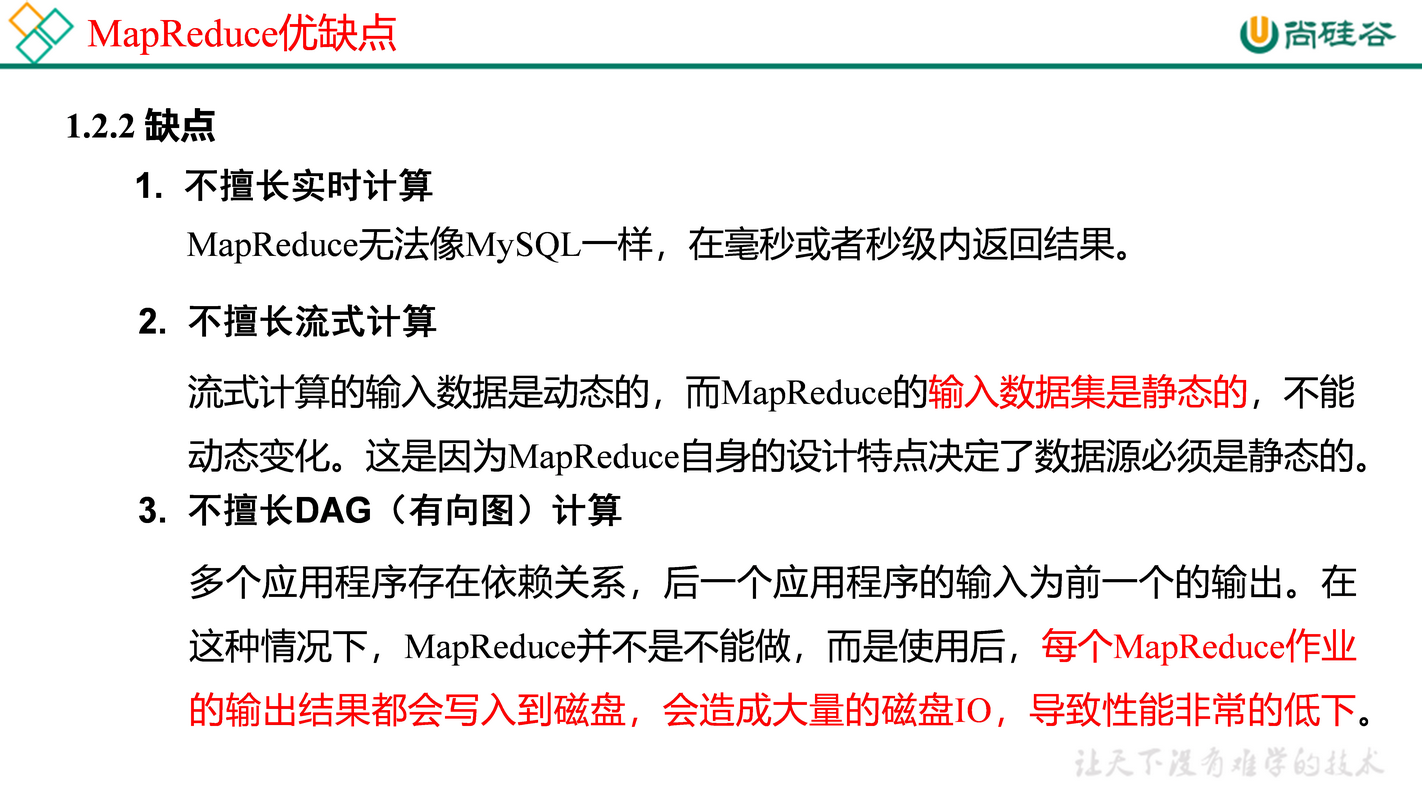 MapReduce优缺点
尚硅谷
1.2.2 缺点
1. 不擅长实时计算
MapReduce无法像MySQL一样，在毫秒或者秒级内返回结果。
2. 不擅长流式计算
流式计算的输入数据是动态的，而MapReduce的输入数据集是静态的，不能
动态变化。这是因为MapReduce自身的设计特点决定了数据源必须是静态的。
3. 不擅长DAG（有向图）计算
多个应用程序存在依赖关系，后一个应用程序的输入为前一个的输出。在
这种情况下，MapReduce并不是不能做，而是使用后，每个MapReduce作业
的输出结果都会写入到磁盘，会造成大量的磁盘IO，导致性能非常的低下。
让天下没有难学的技术